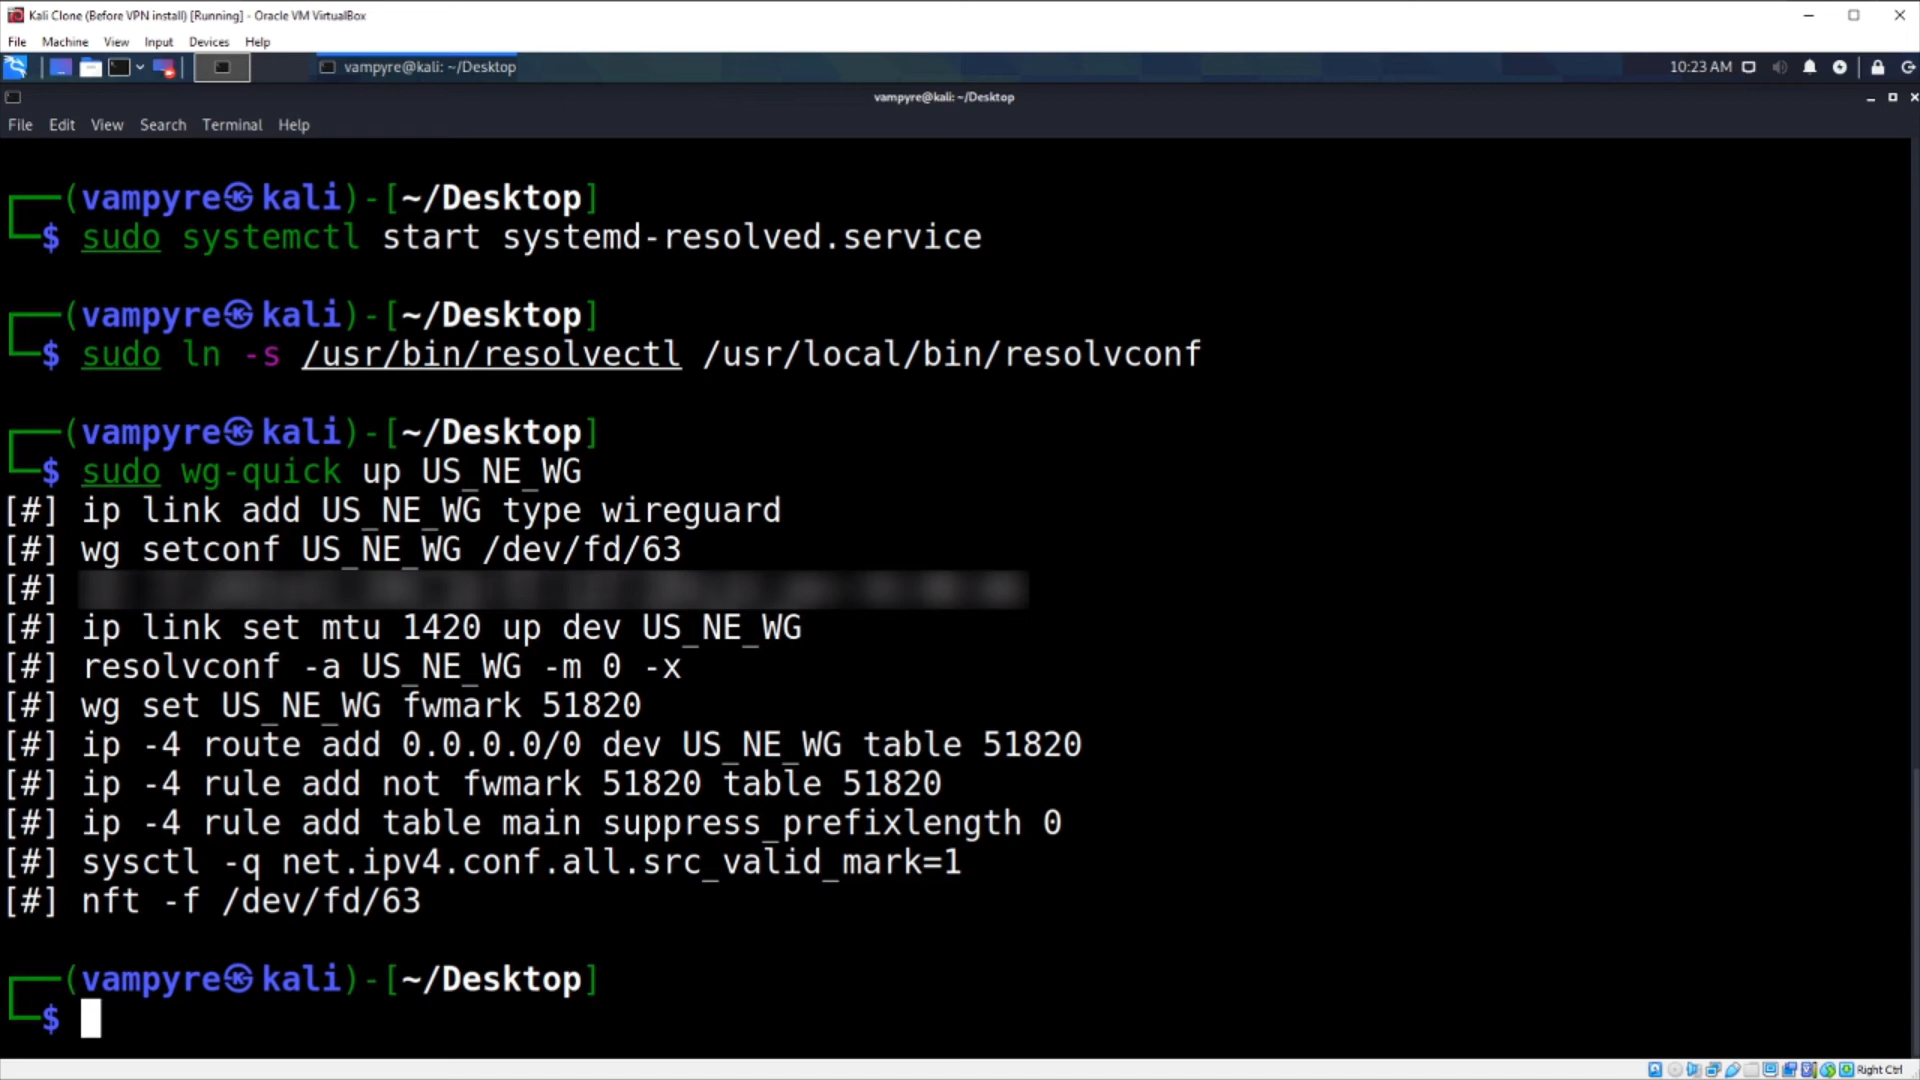 Kali Clone (Before VPN install) [Running] - Oracle VM VirtualBox
File Machine View Input Devices Help
vampyre@kali: ~/Desktop
10:23 AM
vampyre@kali: ~/Desktop
File Edit View Search Terminal Help
(vampyre㉿kali)-[~/Desktop]
$ sudo systemctl start systemd-resolved.service
(vampyre㉿kali)-[~/Desktop]
$ sudo ln -s /usr/bin/resolvectl /usr/local/bin/resolvconf
(vampyre㉿kali)-[~/Desktop]
$ sudo wg-quick up US_NE_WG
[#] ip link add US_NE_WG type wireguard
[#] wg setconf US_NE_WG /dev/fd/63
[#]
[#] ip link set mtu 1420 up dev US_NE_WG
[#] resolvconf -a US_NE_WG -m 0 -x
[#] wg set US_NE_WG fwmark 51820
[#] ip -4 route add 0.0.0.0/0 dev US_NE_WG table 51820
[#] ip -4 rule add not fwmark 51820 table 51820
[#] ip -4 rule add table main suppress_prefixlength 0
[#] sysctl -q net.ipv4.conf.all.src_valid_mark=1
[#] nft -f /dev/fd/63
(vampyre㉿kali)-[~/Desktop]
$
Right Ctrl